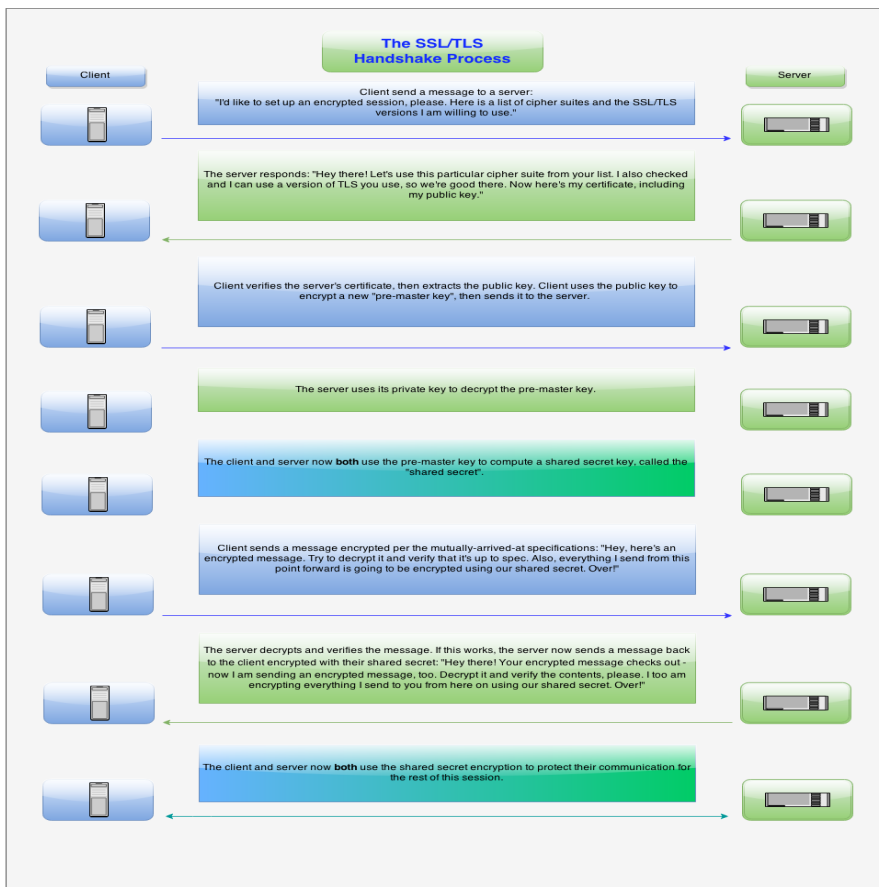 The SSL/TLS
Handshake Process
Client
Server
Client send a message to a server:
"I'd like to set up an encrypted session, please. Here is a list of cipher suites and the SSL/TLS
versions I am willing to use."
The server responds: "Hey there! Let's use this particular cipher suite from your list. I also checked
and I can use a version of TLS you use, so we're good there. Now here's my certificate, including
my public key."
Client verifies the server's certificate, then extracts the public key. Client uses the public key to
encrypt a new "pre-master key", then sends it to the server.
The server uses its private key to decrypt the pre-master key.
The client and server now both use the pre-master key to compute a shared secret key, called the
"shared secret".
Client sends a message encrypted per the mutually-arrived-at specifications: "Hey, here's an
encrypted message. Try to decrypt it and verify that it's up to spec. Also, everything I send from this
point forward is going to be encrypted using our shared secret. Over!"
The server decrypts and verifies the message. If this works, the server now sends a message back
to the client encrypted with their shared secret: "Hey there! Your encrypted message checks out -
now I am sending an encrypted message, too. Decrypt it and verify the contents, please. I too am
encrypting everything I send to you from here on using our shared secret. Over!"
The client and server now both use the shared secret encryption to protect their communication for
the rest of this session.